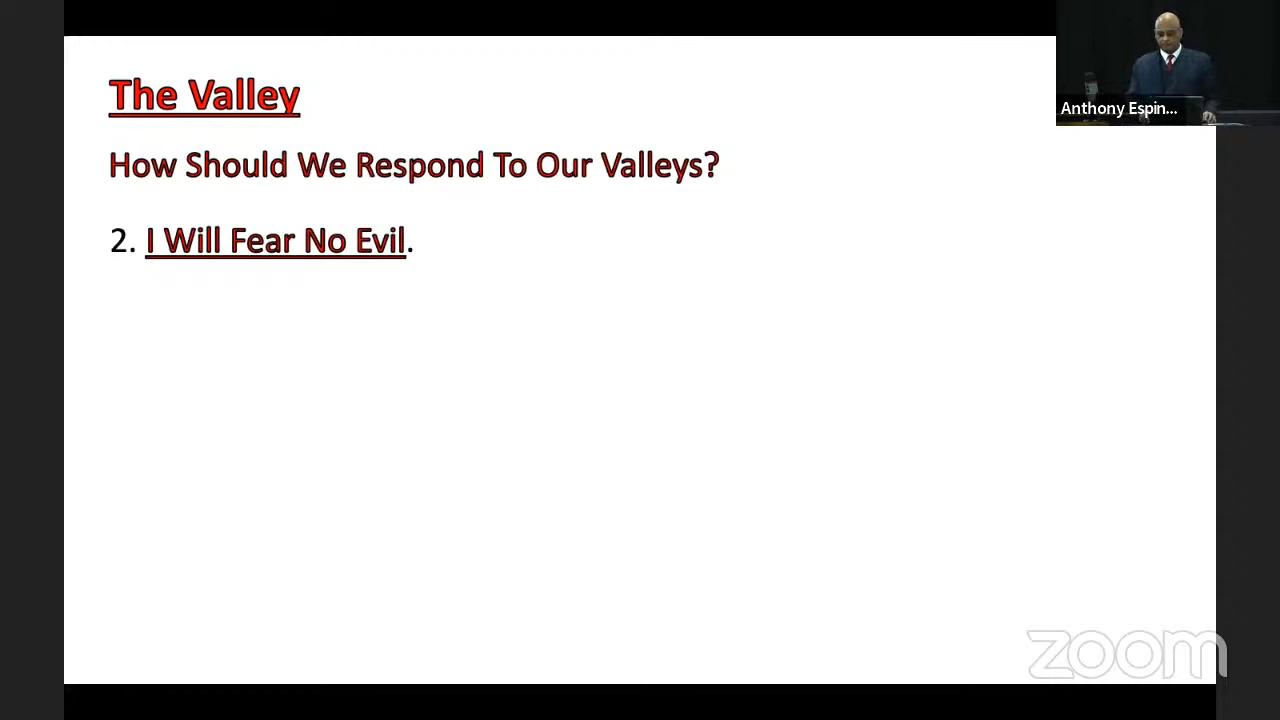 The Valley
How Should We Respond To Our Valleys?
2. I Will Fear No Evil.
Anthony Espin...
zoom